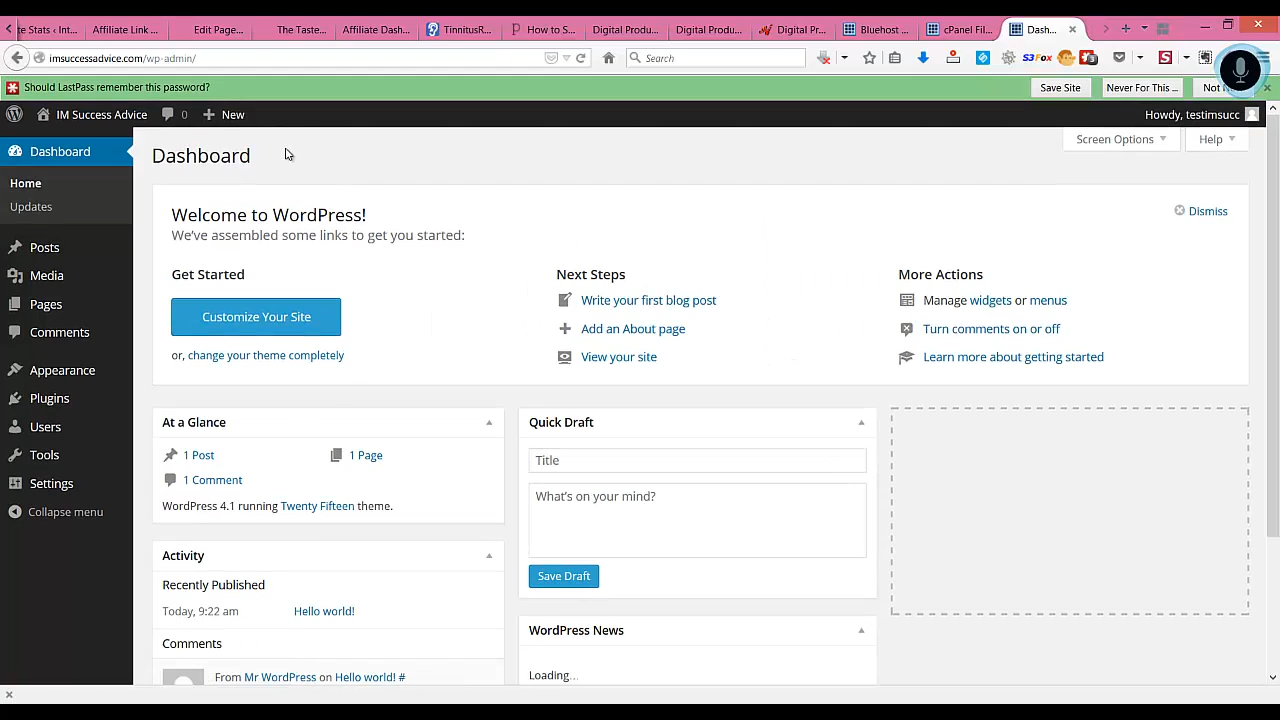 te Stats ‹ Int...
Affiliate Link ...
Edit Page...
The Taste...
Affiliate Dash...
TinnitusR...
How to S...
Digital Produ...
Digital Produ...
Digital Pr...
Bluehost ...
cPanel Fil...
Dash...
imsuccessadvice.com/wp-admin/
Search
S3Fox
Should LastPass remember this password?
Save Site
Never For This ...
IM Success Advice
0
New
Howdy, testimsucc
Dashboard
Home
Updates
Posts
Media
Pages
Comments
Appearance
Plugins
Users
Tools
Settings
Collapse menu
Dashboard
Screen Options
Help
Welcome to WordPress!
We've assembled some links to get you started:
Dismiss
Get Started
Customize Your Site
or, change your theme completely
Next Steps
Write your first blog post
Add an About page
View your site
More Actions
Manage widgets or menus
Turn comments on or off
Learn more about getting started
At a Glance
1 Post
1 Page
1 Comment
WordPress 4.1 running Twenty Fifteen theme.
Activity
Recently Published
Today, 9:22 am
Hello world!
Comments
From Mr WordPress on Hello world! #
Quick Draft
Title
What's on your mind?
Save Draft
WordPress News
Loading...